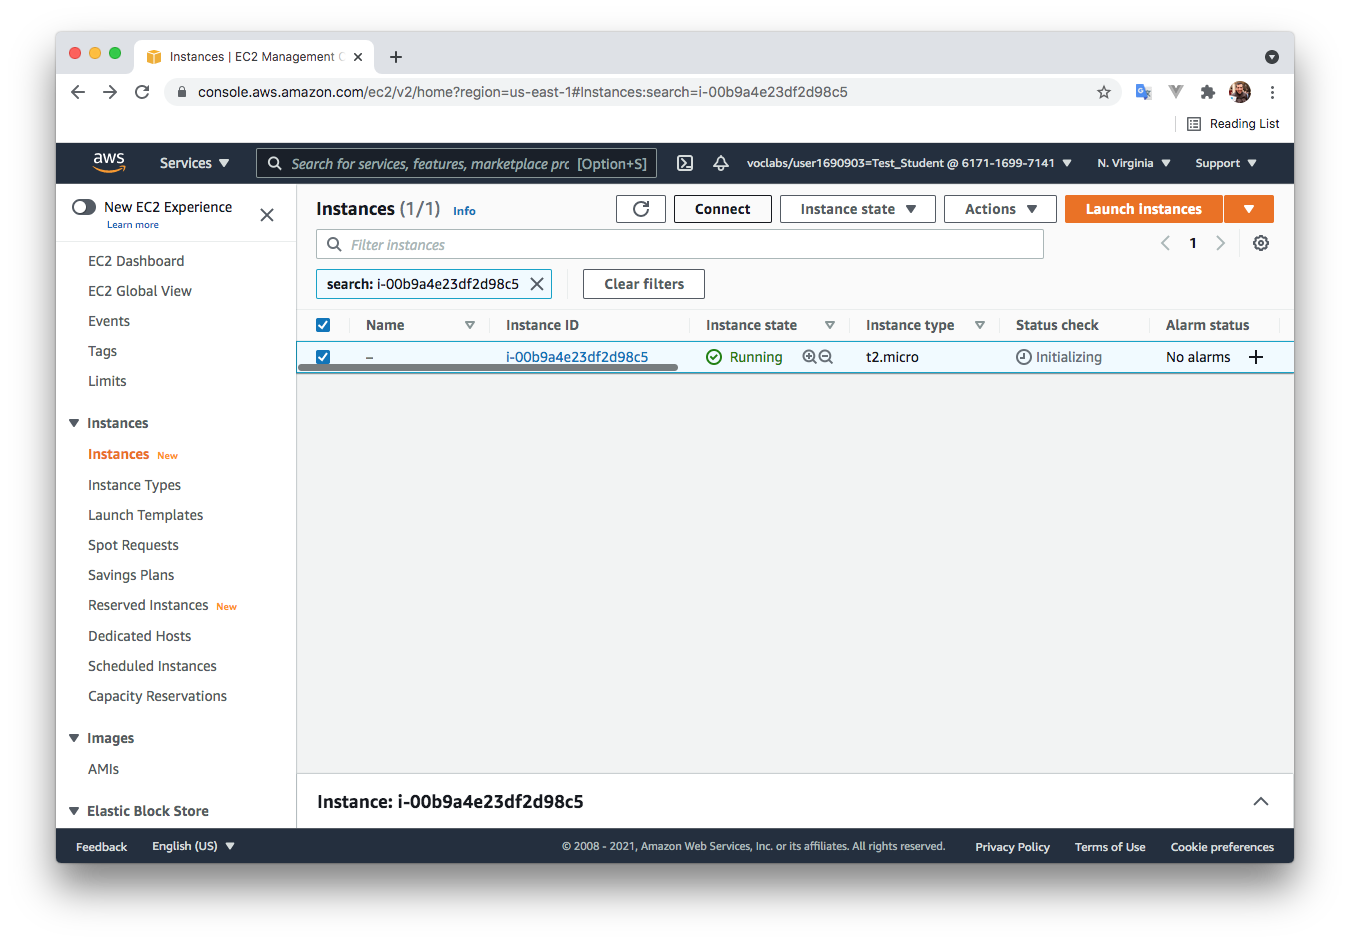 Instances | EC2 Management
console.aws.amazon.com/ec2/v2/home?region=us-east-1#Instances:search=i-00b9a4e23df2d98c5
Reading List
aws Services Search for services, features, marketplace prc [Option+S] voclabs/user1690903=Test_Student @ 6171-1699-7141 N. Virginia Support
New EC2 Experience
Learn more
EC2 Dashboard
EC2 Global View
Events
Tags
Limits
Instances
Instances New
Instance Types
Launch Templates
Spot Requests
Savings Plans
Reserved Instances New
Dedicated Hosts
Scheduled Instances
Capacity Reservations
Images
AMIs
Elastic Block Store
Instances (1/1) Info Connect Instance state Actions Launch instances
Filter instances 1
search: i-00b9a4e23df2d98c5 Clear filters
Name Instance ID Instance state Instance type Status check Alarm status
– i-00b9a4e23df2d98c5 Running t2.micro Initializing No alarms
Instance: i-00b9a4e23df2d98c5
Feedback English (US) © 2008 - 2021, Amazon Web Services, Inc. or its affiliates. All rights reserved. Privacy Policy Terms of Use Cookie preferences